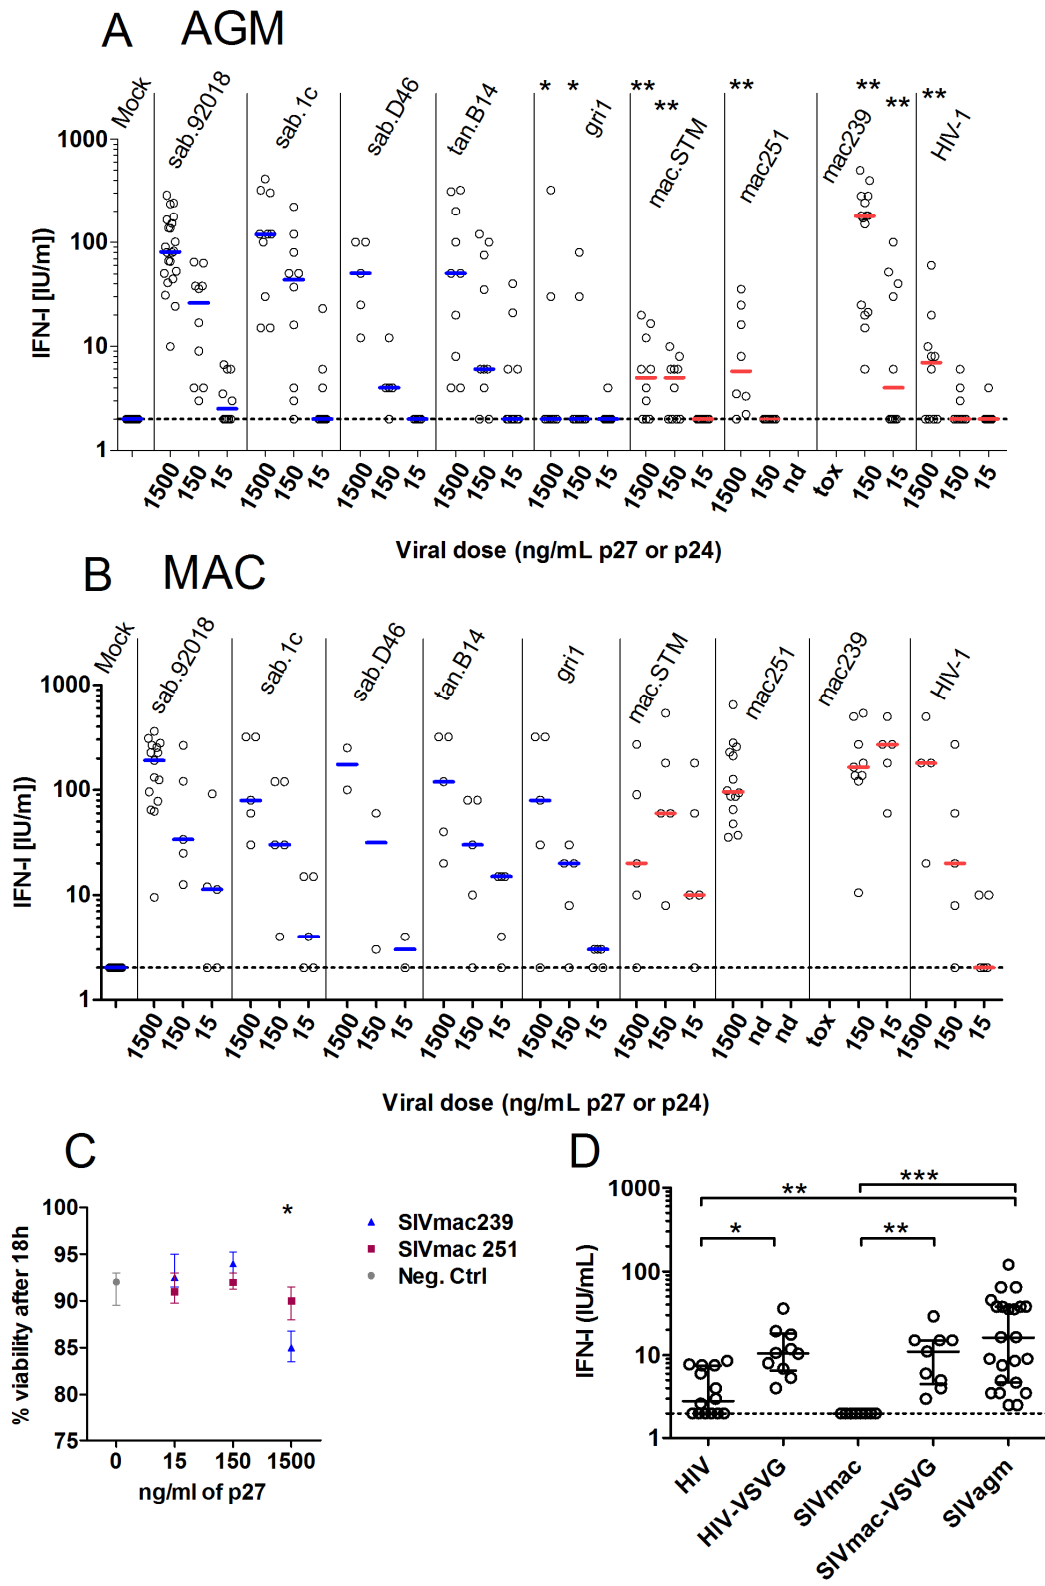 A AGM
Mock
sab.92018
sab.1c
sab.D46
tan.B14
gri1
mac.STM
mac251
mac239
HIV-1
* * ** ** ** ** ** **
IFN-I [IU/m])
1000
100
10
1
1500 150 15 1500 150 15 1500 150 15 1500 150 15 1500 150 15 1500 150 15 1500 150 nd tox 150 15 1500 150 15
Viral dose (ng/mL p27 or p24)
B MAC
Mock
sab.92018
sab.1c
sab.D46
tan.B14
gri1
mac.STM
mac251
mac239
HIV-1
IFN-I [IU/m])
1000
100
10
1
1500 150 15 1500 150 15 1500 150 15 1500 150 15 1500 150 15 1500 150 15 1500 nd nd tox 150 15 1500 150 15
Viral dose (ng/mL p27 or p24)
C
% viability after 18h
100
95
90
85
80
75
*
0 15 150 1500
ng/ml of p27
SIVmac239
SIVmac 251
Neg. Ctrl
D
IFN-I (IU/mL)
1000
100
10
1
***
**
* **
HIV
HIV-VSVG
SIVmac
SIVmac-VSVG
SIVagm